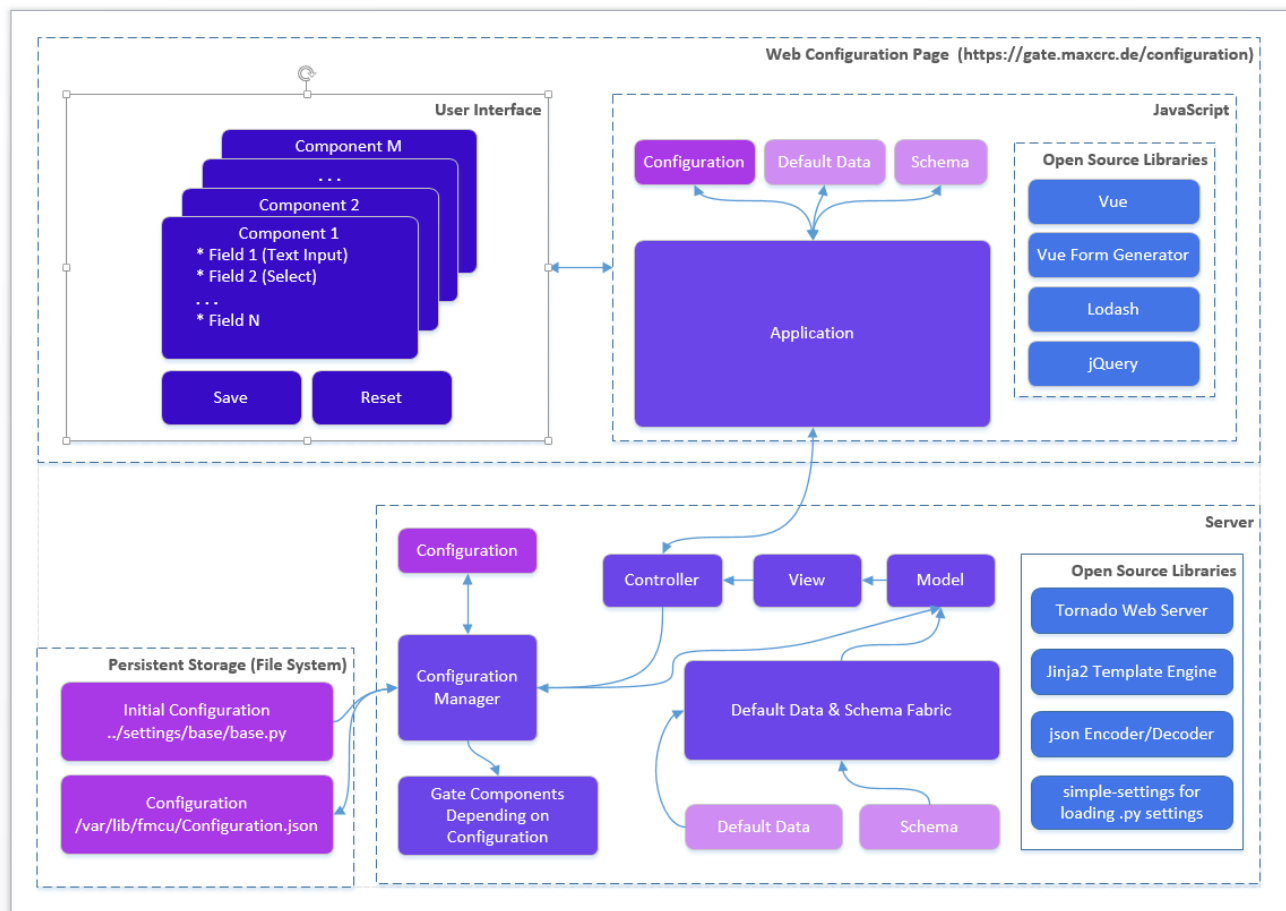 Web Configuration Page (https://gate.maxcrc.de/configuration)
User Interface
Component M
. . .
Component 2
Component 1
* Field 1 (Text Input)
* Field 2 (Select)
. . .
* Field N
Save
Reset
JavaScript
Configuration
Default Data
Schema
Application
Open Source Libraries
Vue
Vue Form Generator
Lodash
jQuery
Server
Configuration
Controller
View
Model
Configuration
Manager
Default Data & Schema Fabric
Gate Components
Depending on
Configuration
Default Data
Schema
Open Source Libraries
Tornado Web Server
Jinja2 Template Engine
json Encoder/Decoder
simple-settings for
loading .py settings
Persistent Storage (File System)
Initial Configuration
../settings/base/base.py
Configuration
/var/lib/fmcu/Configuration.json